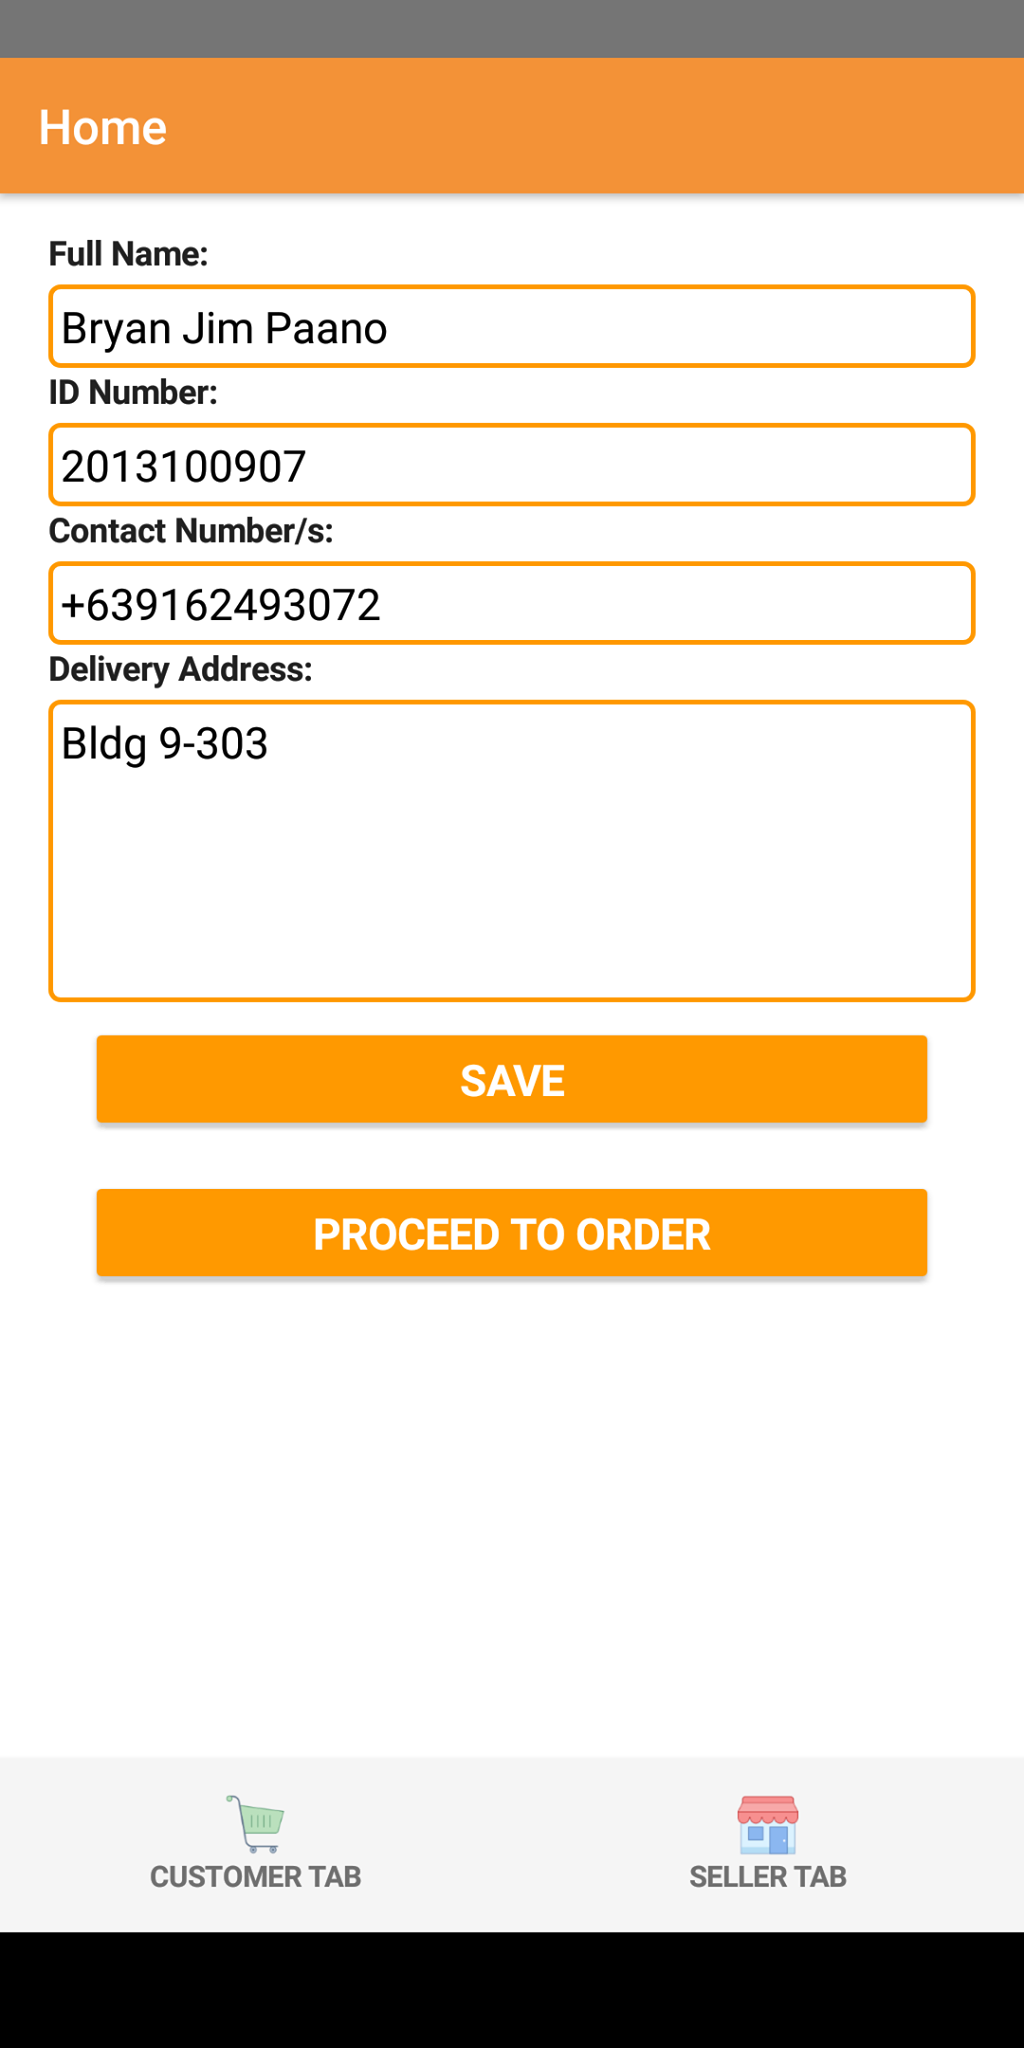 Home
Full Name:
Bryan Jim Paano
ID Number:
2013100907
Contact Number/s:
+639162493072
Delivery Address:
Bldg 9-303
SAVE
PROCEED TO ORDER
CUSTOMER TAB
SELLER TAB